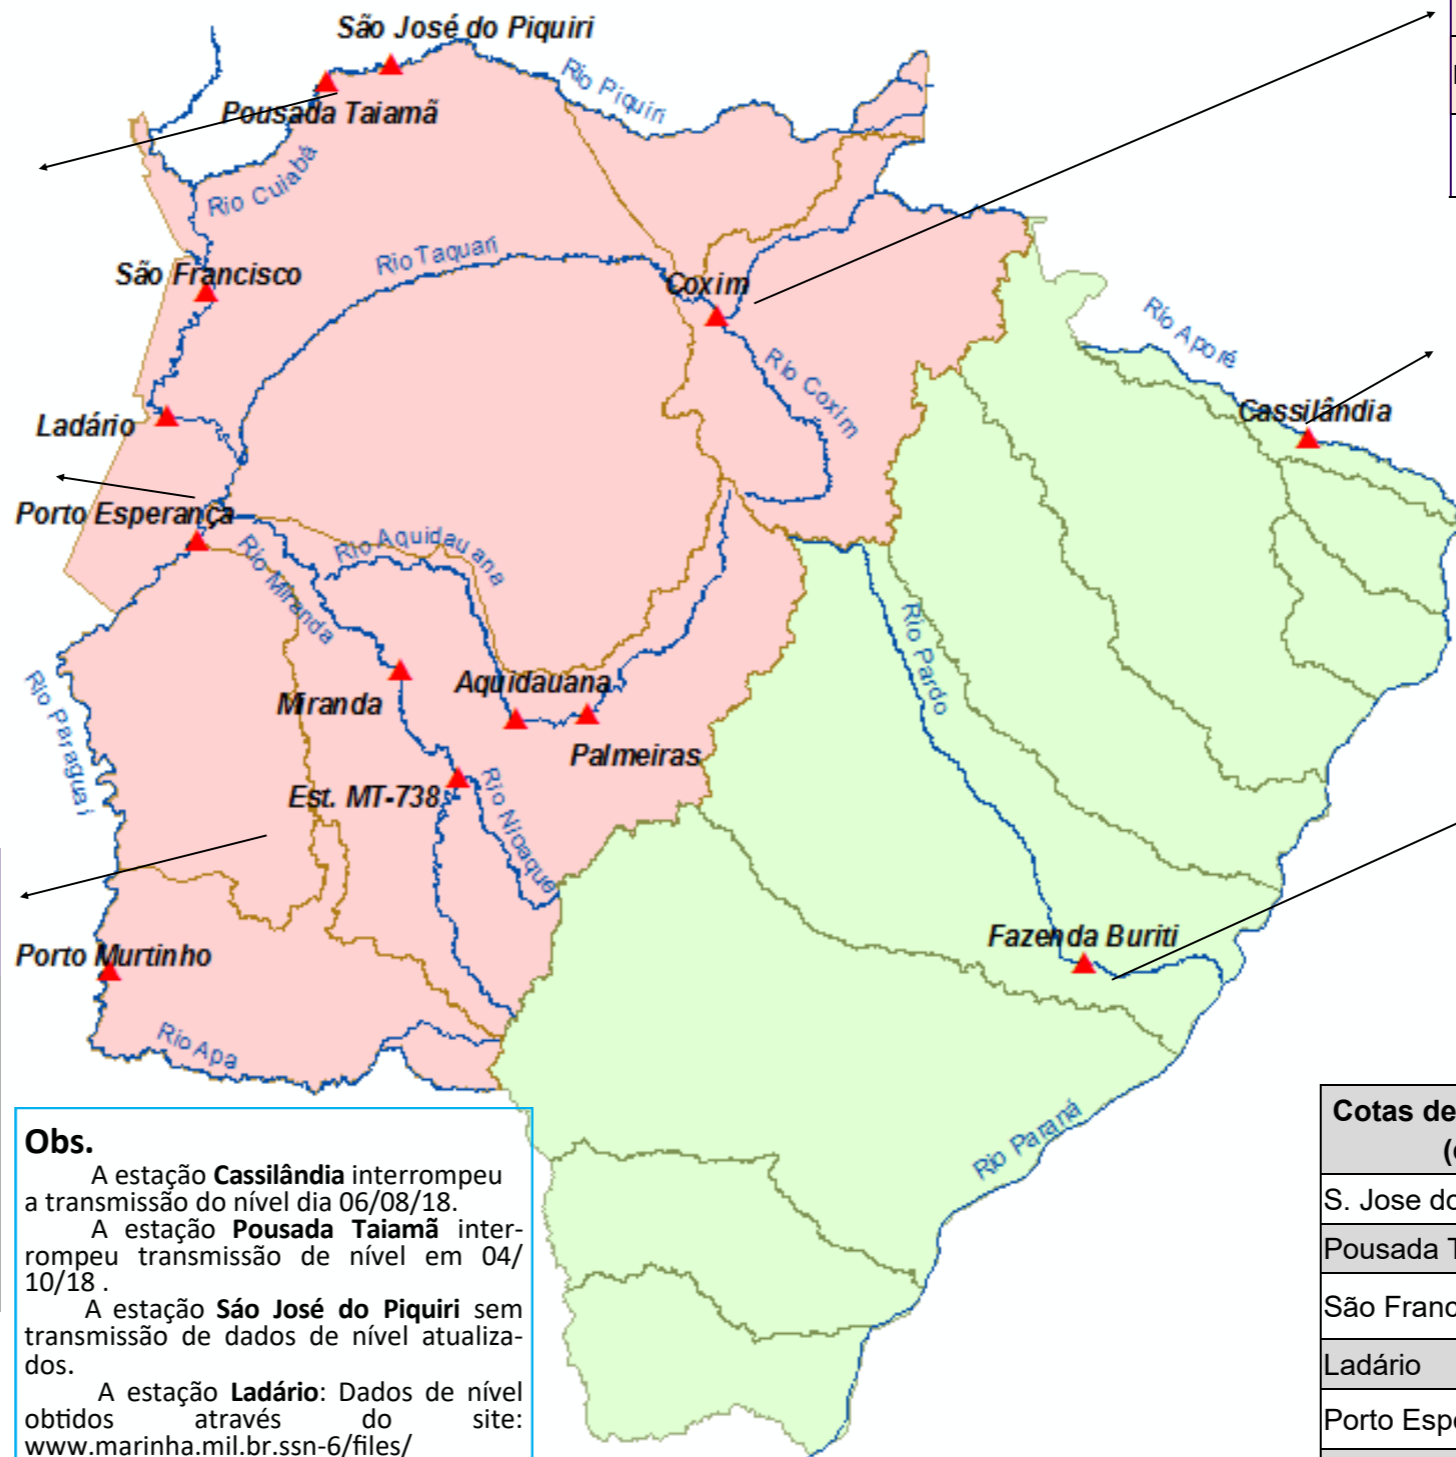 São José do Piquiri
Rio Piquiri
Pousada Taiamã
Rio Cuiabá
Rio Taquari
São Francisco
Coxim
Rio Aporé
Rio Coxim
Cassilândia
Ladário
Porto Esperança
Rio Aquidauana
Rio Miranda
Rio Pardo
Rio Paraguai
Aquidauana
Miranda
Palmeiras
Est. MT-738
Rio Nioaque
Fazenda Buriti
Porto Murtinho
Rio Apa
Rio Paraná
Obs.
A estação Cassilândia interrompeu
a transmissão do nível dia 06/08/18.
A estação Pousada Taiamã inter-
rompeu transmissão de nível em 04/
10/18 .
A estação Sáo José do Piquiri sem
transmissão de dados de nível atualiza-
dos.
A estação Ladário: Dados de nível
obtidos através do site:
www.marinha.mil.br.ssn-6/files/
Cotas de
(
S. Jose do
Pousada T
São Franc
Ladário
Porto Espe